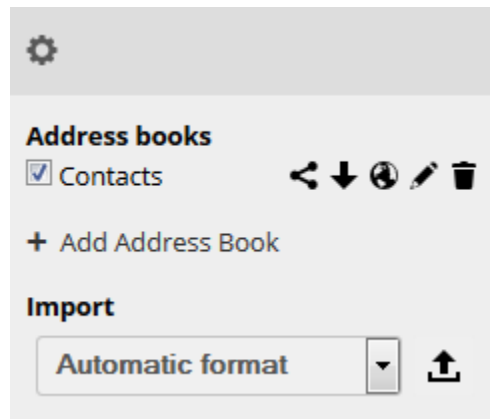 Address books
Contacts
+ Add Address Book
Import
Automatic format